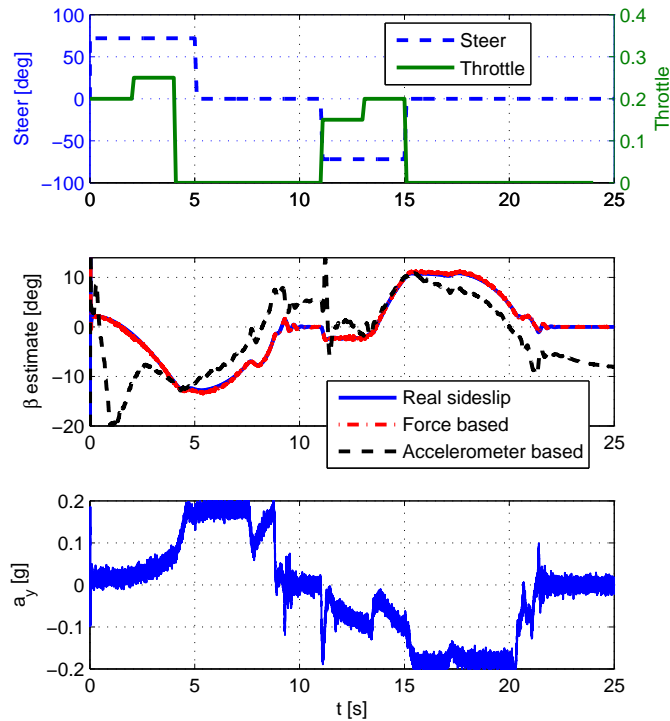 100
50
0
−50
−100
Steer [deg]
0.4
0.3
0.2
0.1
0
Throttle
Steer
Throttle
0 5 10 15 20 25
10
0
−10
−20
β estimate [deg]
Real sideslip
Force based
Accelerometer based
0 5 10 15 20 25
0.2
0.1
0
−0.1
−0.2
a_y [g]
0 5 10 15 20 25
t [s]